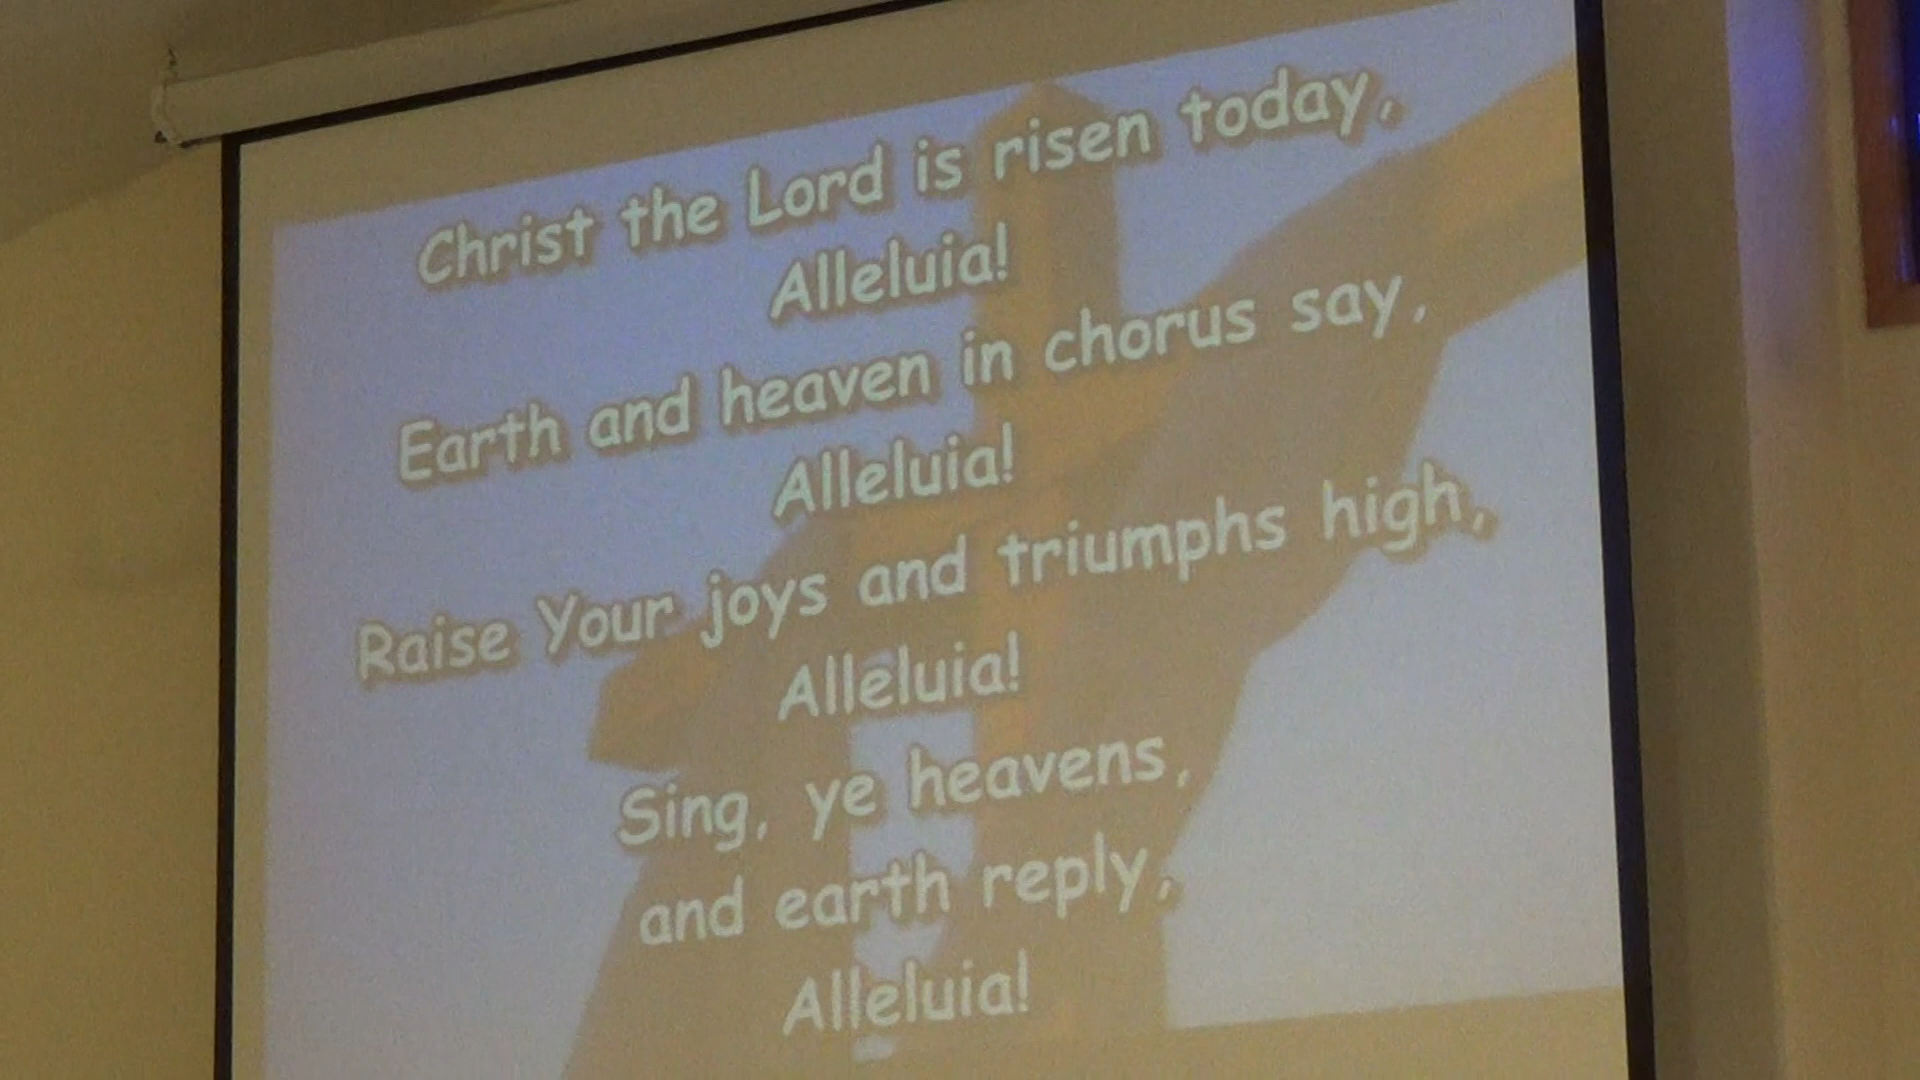 Christ the Lord is risen today,
Alleluia!
Earth and heaven in chorus say,
Alleluia!
Raise Your joys and triumphs high,
Alleluia!
Sing, ye heavens,
and earth reply,
Alleluia!